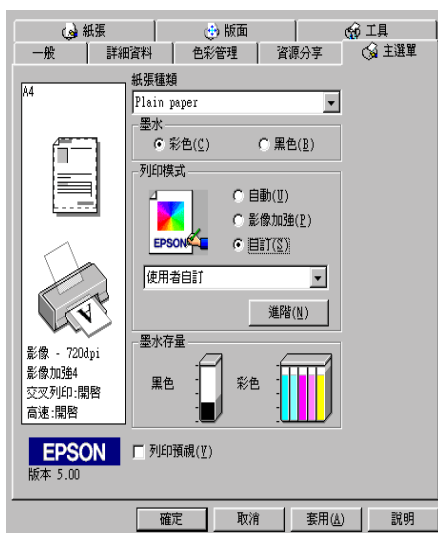 紙張 版面 工具
一般 詳細資料 色彩管理 資源分享 主選單
A4
紙張種類
Plain paper
墨水
彩色(C) 黑色(B)
列印模式
自動(U)
影像加強(P)
EPSON
自訂(S)
使用者自訂
進階(N)
影像 - 720dpi
影像加強4
交叉列印:開啓
高速:開啓
墨水存量
黑色 彩色
EPSON
版本 5.00
列印預視(Y)
確定 取消 套用(A) 説明